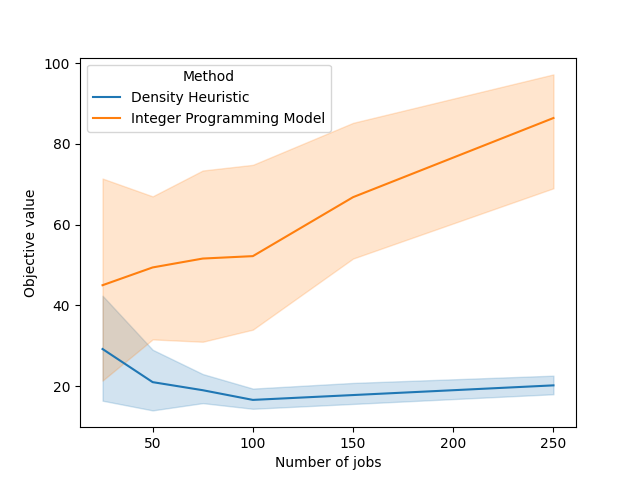 Method
Density Heuristic
Integer Programming Model
100
80
60
40
20
Objective value
50
100
150
200
250
Number of jobs